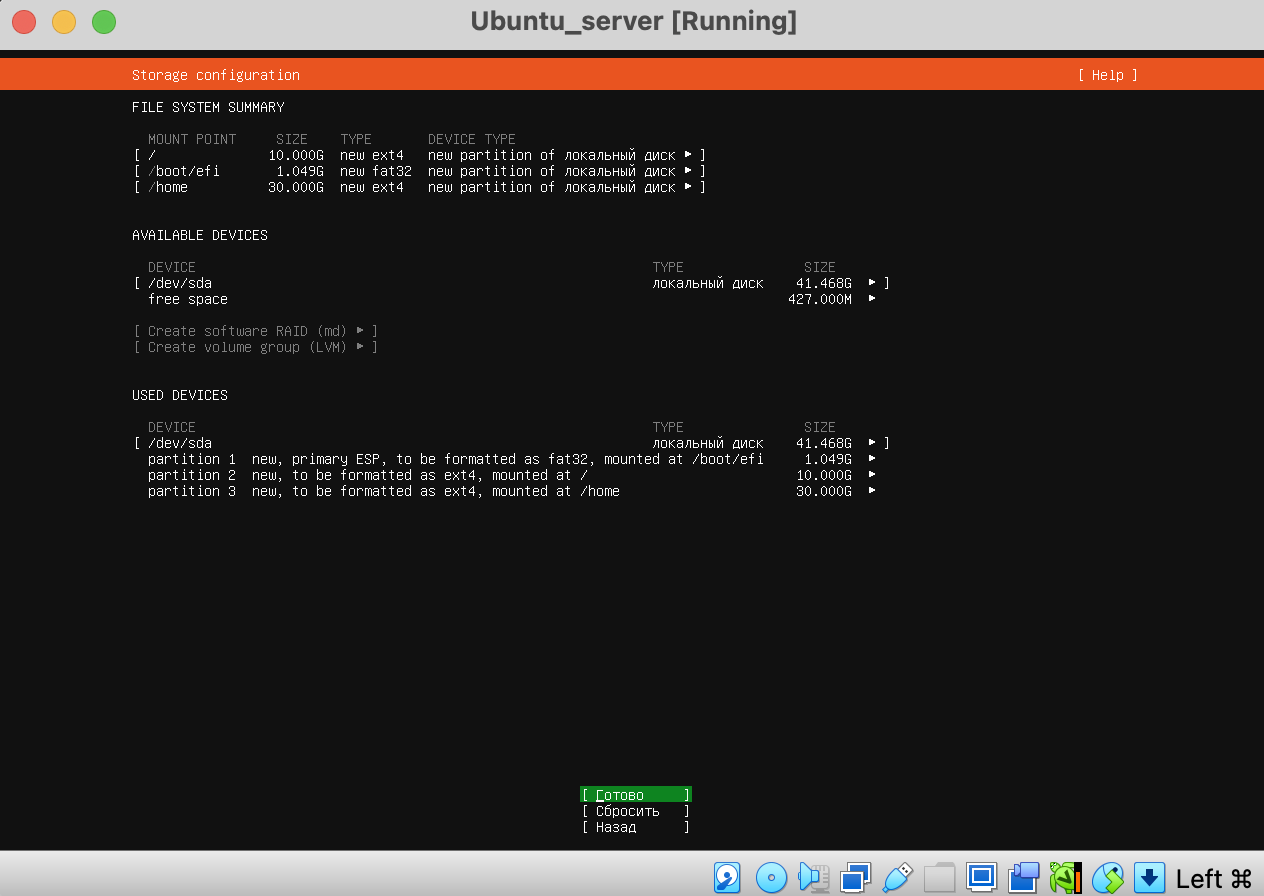 Ubuntu_server [Running]
Storage configuration [ Help ]
FILE SYSTEM SUMMARY
MOUNT POINT SIZE TYPE DEVICE TYPE
[ / 10.000G new ext4 new partition of локальный диск ▸ ]
[ /boot/efi 1.049G new fat32 new partition of локальный диск ▸ ]
[ /home 30.000G new ext4 new partition of локальный диск ▸ ]
AVAILABLE DEVICES
DEVICE TYPE SIZE
[ /dev/sda локальный диск 41.468G ▸ ]
free space 427.000M ▸
[ Create software RAID (md) ▸ ]
[ Create volume group (LVM) ▸ ]
USED DEVICES
DEVICE TYPE SIZE
[ /dev/sda локальный диск 41.468G ▸ ]
partition 1 new, primary ESP, to be formatted as fat32, mounted at /boot/efi 1.049G ▸
partition 2 new, to be formatted as ext4, mounted at / 10.000G ▸
partition 3 new, to be formatted as ext4, mounted at /home 30.000G ▸
[ Готово ]
[ Сбросить ]
[ Назад ]
Left ⌘